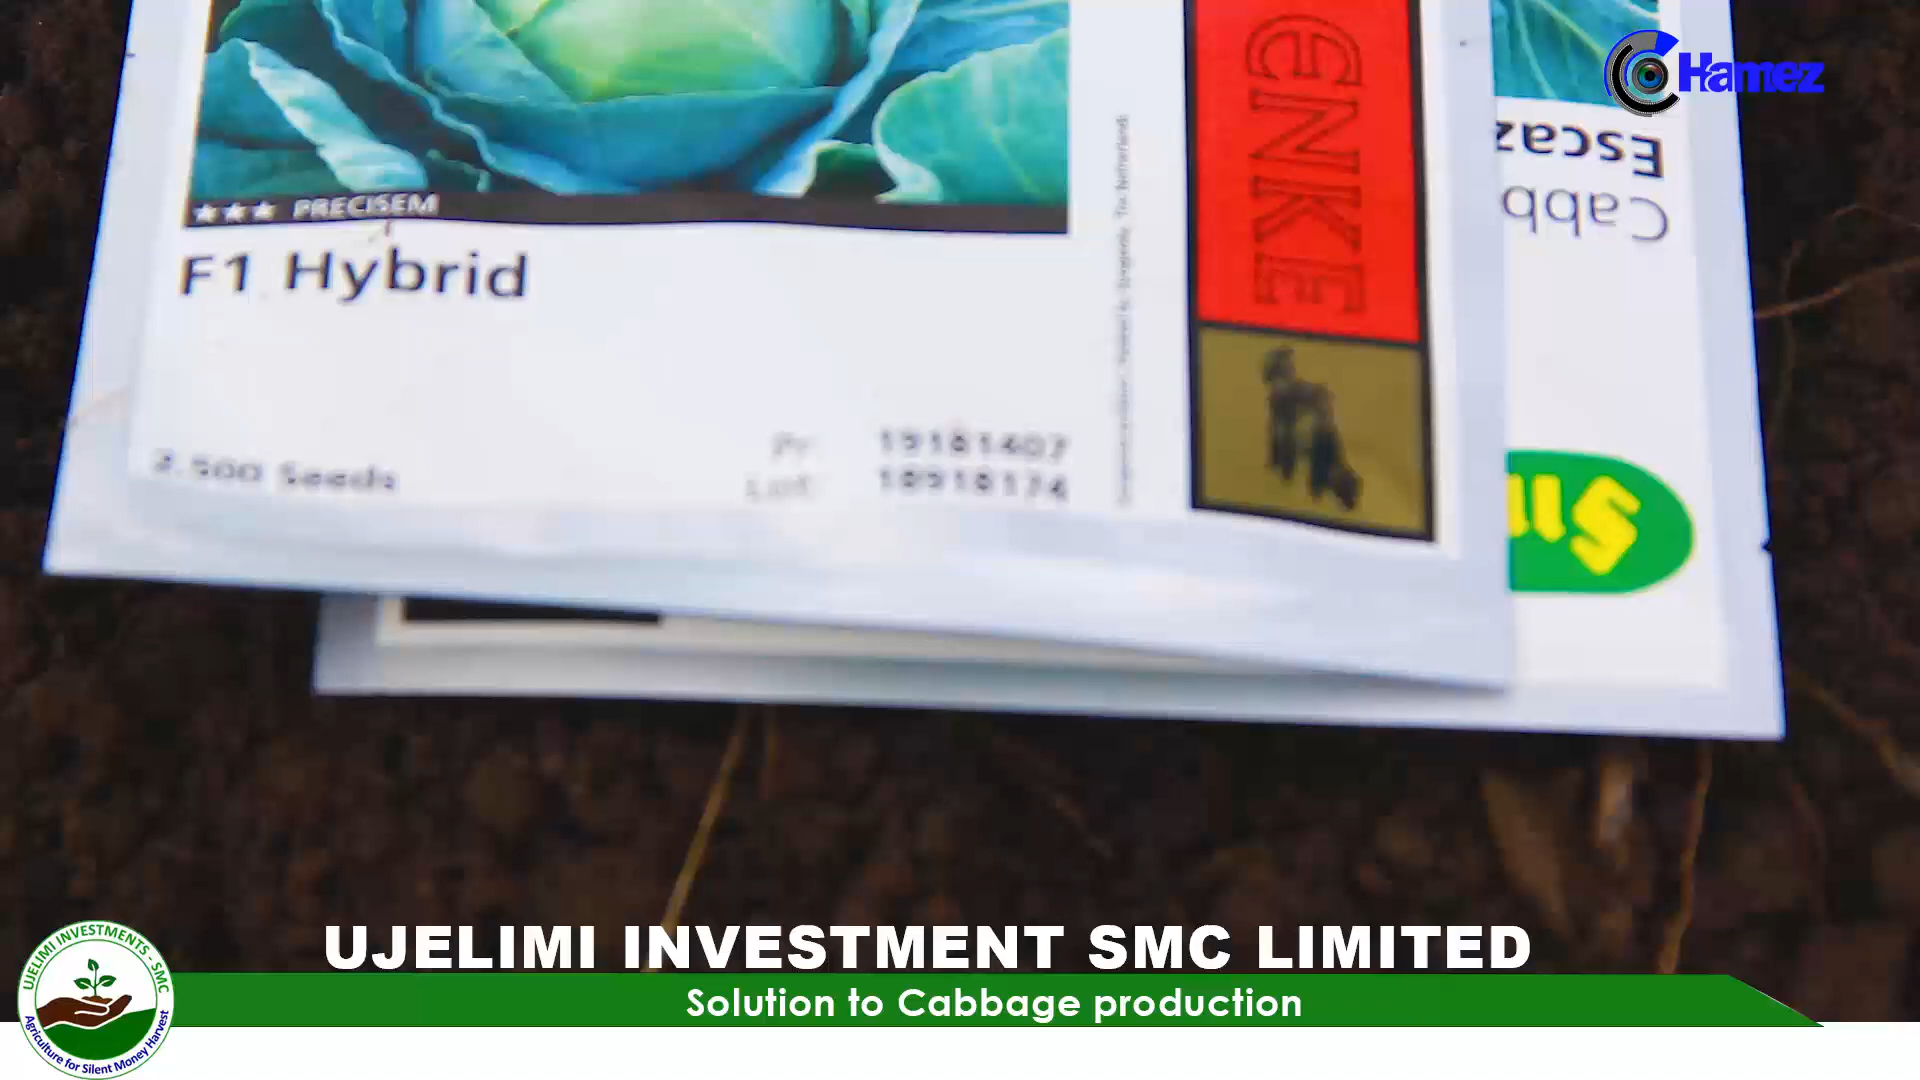 Hamez
★★★ PRECISEM
F1 Hybrid
2.500 Seeds
Pr: 19181407
Lot: 18918174
ENKE
Escaz
Cabb
UJELIMI INVESTMENT SMC LIMITED
Solution to Cabbage production
UJELIMI INVESTMENTS - SMC
Agriculture for Silent Money Harvest